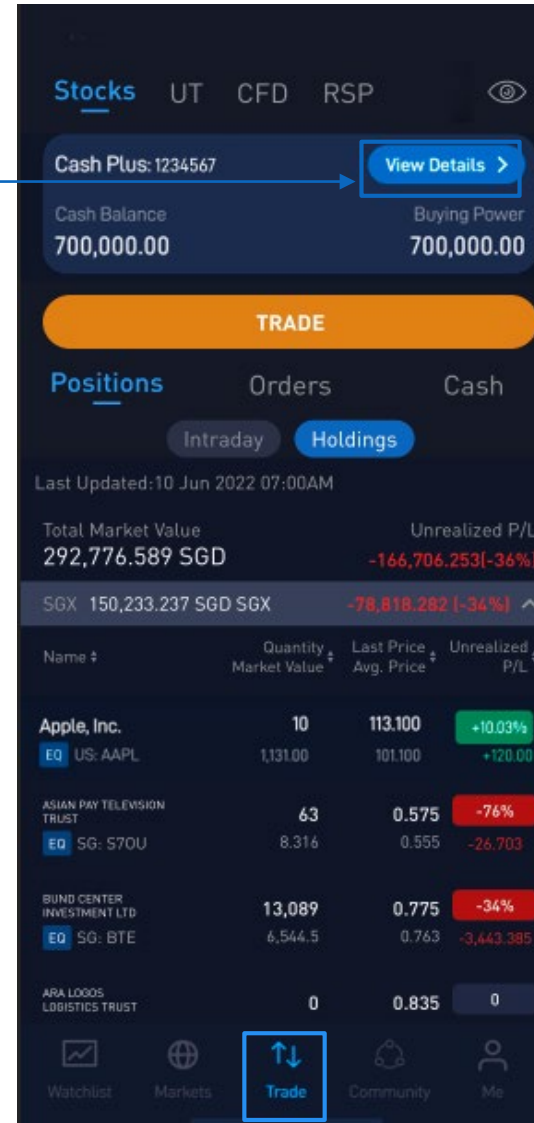 Stocks UT CFD RSP
Cash Plus: 1234567 View Details >
Cash Balance Buying Power
700,000.00 700,000.00
TRADE
Positions Orders Cash
Intraday Holdings
Last Updated:10 Jun 2022 07:00AM
Total Market Value Unrealized P/L
292,776.589 SGD -166,706.253(-36%)
SGX 150,233.237 SGD SGX -78,818.282 (-34%)
Name Quantity Last Price Unrealized
Market Value Avg. Price P/L
Apple, Inc. 10 113.100 +10.03%
EQ US: AAPL 1,131.00 101.100 +120.00
ASIAN PAY TELEVISION
TRUST 63 0.575 -76%
EQ SG: S7OU 8.316 0.555 -26.703
BUND CENTER
INVESTMENT LTD 13,089 0.775 -34%
EQ SG: BTE 6,544.5 0.763 -3,443.385
ARA LOGOS
LOGISTICS TRUST 0 0.835 0
Watchlist Markets Trade Community Me